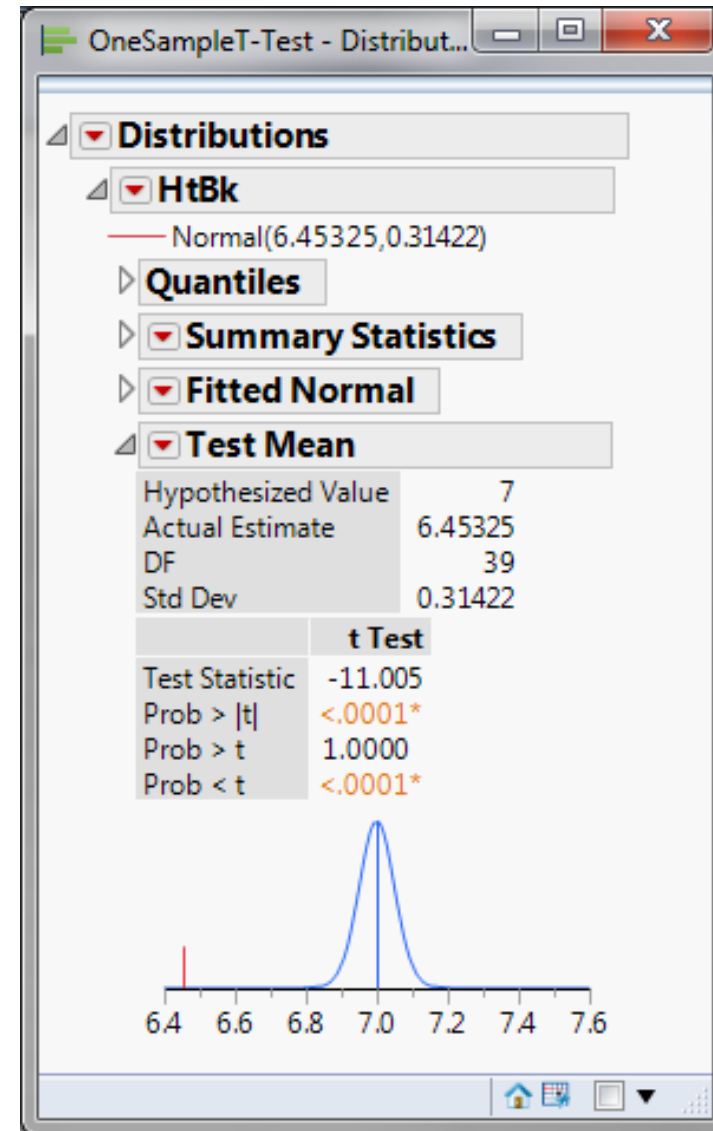 OneSampleT-Test - Distribut...
Distributions
HtBk
Normal(6.45325,0.31422)
Quantiles
Summary Statistics
Fitted Normal
Test Mean
Hypothesized Value 7
Actual Estimate 6.45325
DF 39
Std Dev 0.31422
t Test
Test Statistic -11.005
Prob > |t| <.0001*
Prob > t 1.0000
Prob < t <.0001*
6.4 6.6 6.8 7.0 7.2 7.4 7.6